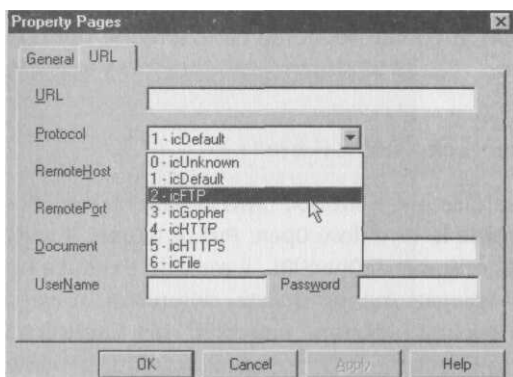 Property Pages
General URL
URL
Protocol 1 - icDefault
0 - icUnknown
1 - icDefault
RemoteHost
2 - icFTP
RemotePort
3 - icGopher
4 - icHTTP
Document
5 - icHTTPS
6 - icFile
UserName Password
OK Cancel Apply Help